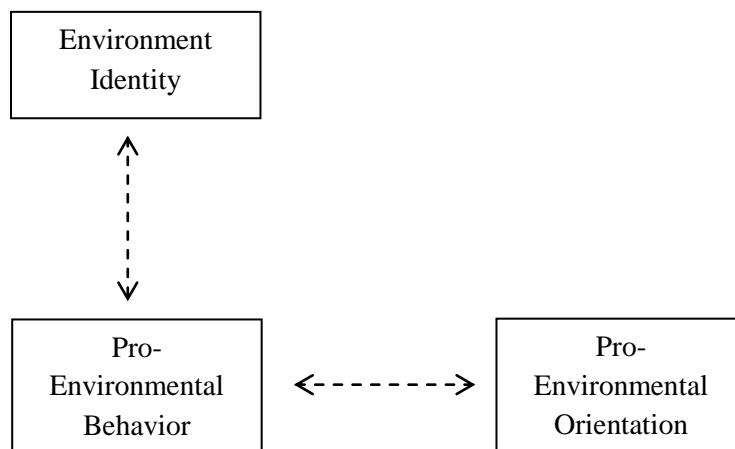 Environment
Identity
Pro-
Environmental
Behavior
Pro-
Environmental
Orientation